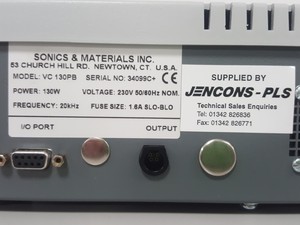 SONICS & MATERIALS INC.
53 CHURCH HILL RD. NEWTOWN, CT. U.S.A.
MODEL: VC 130PB SERIAL NO: 34099C+
POWER: 130W VOLTAGE: 230V 50/60Hz NOM.
FREQUENCY: 20kHz FUSE SIZE: 1.6A SLO-BLO
I/O PORT OUTPUT
SUPPLIED BY
JENCONS-PLS
Technical Sales Enquiries
Tel: 01342 826836
Fax: 01342 826771